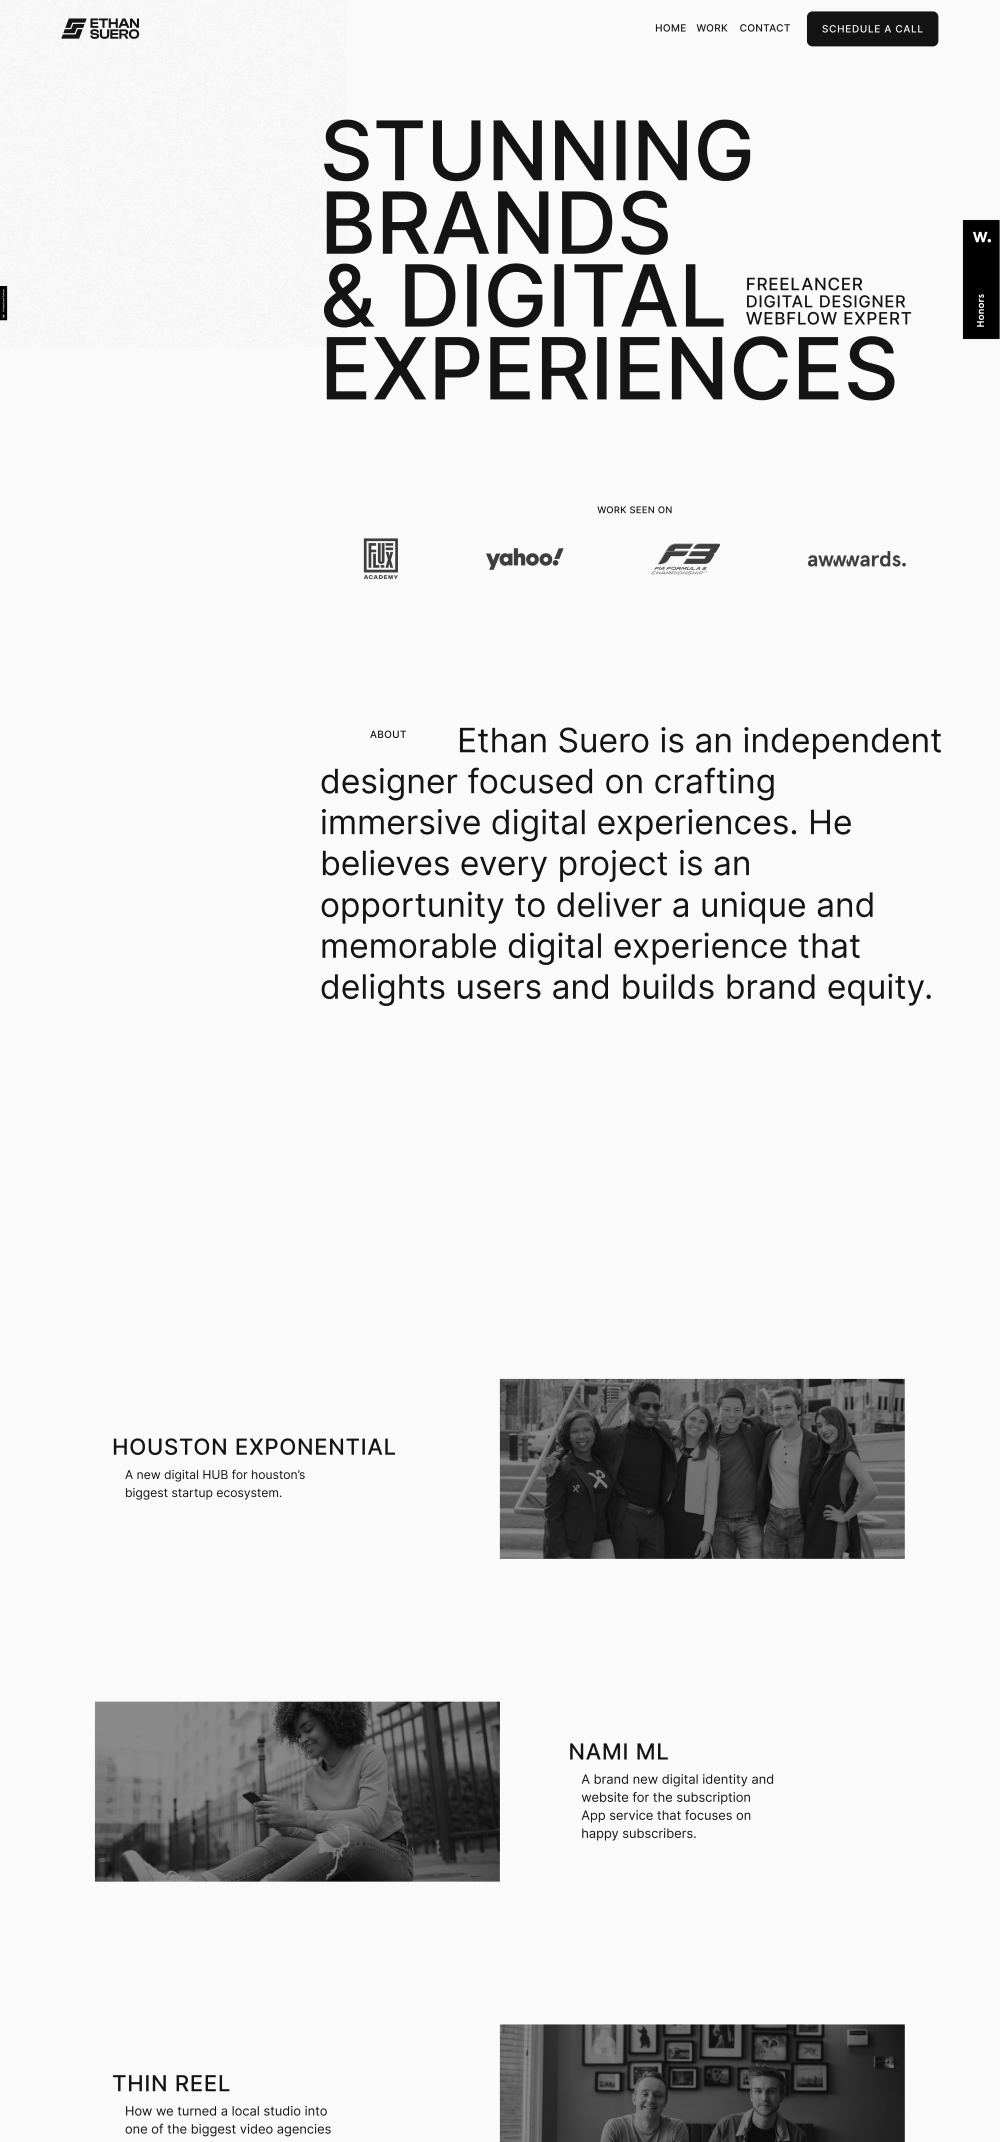 ETHAN
SUERO
HOME WORK CONTACT SCHEDULE A CALL
STUNNING
BRANDS
& DIGITAL
FREELANCER
DIGITAL DESIGNER
WEBFLOW EXPERT
EXPERIENCES
W.
Honors
WORK SEEN ON
FLUX
ACADEMY
yahoo!
F3
FIA FORMULA 3
CHAMPIONSHIP
awwwards.
ABOUT
Ethan Suero is an independent
designer focused on crafting
immersive digital experiences. He
believes every project is an
opportunity to deliver a unique and
memorable digital experience that
delights users and builds brand equity.
HOUSTON EXPONENTIAL
A new digital HUB for houston's
biggest startup ecosystem.
NAMI ML
A brand new digital identity and
website for the subscription
App service that focuses on
happy subscribers.
THIN REEL
How we turned a local studio into
one of the biggest video agencies